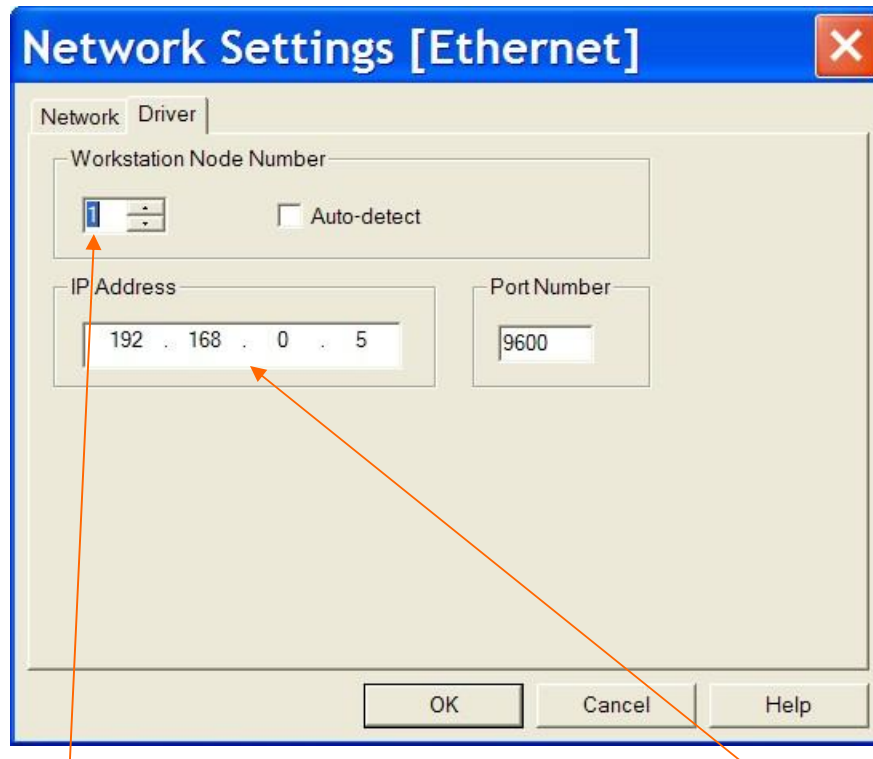 Network Settings [Ethernet]
Network Driver
Workstation Node Number
1 Auto-detect
IP Address Port Number
192 . 168 . 0 . 5 9600
OK Cancel Help